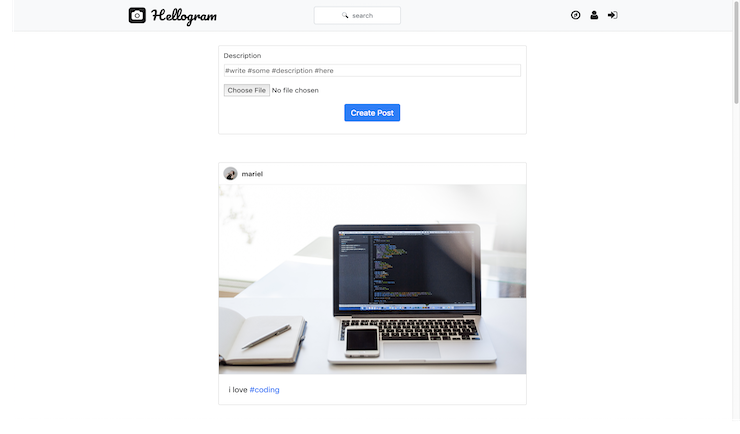 Hellogram
search
Description
#write #some #description #here
Choose File No file chosen
Create Post
mariel
i love #coding